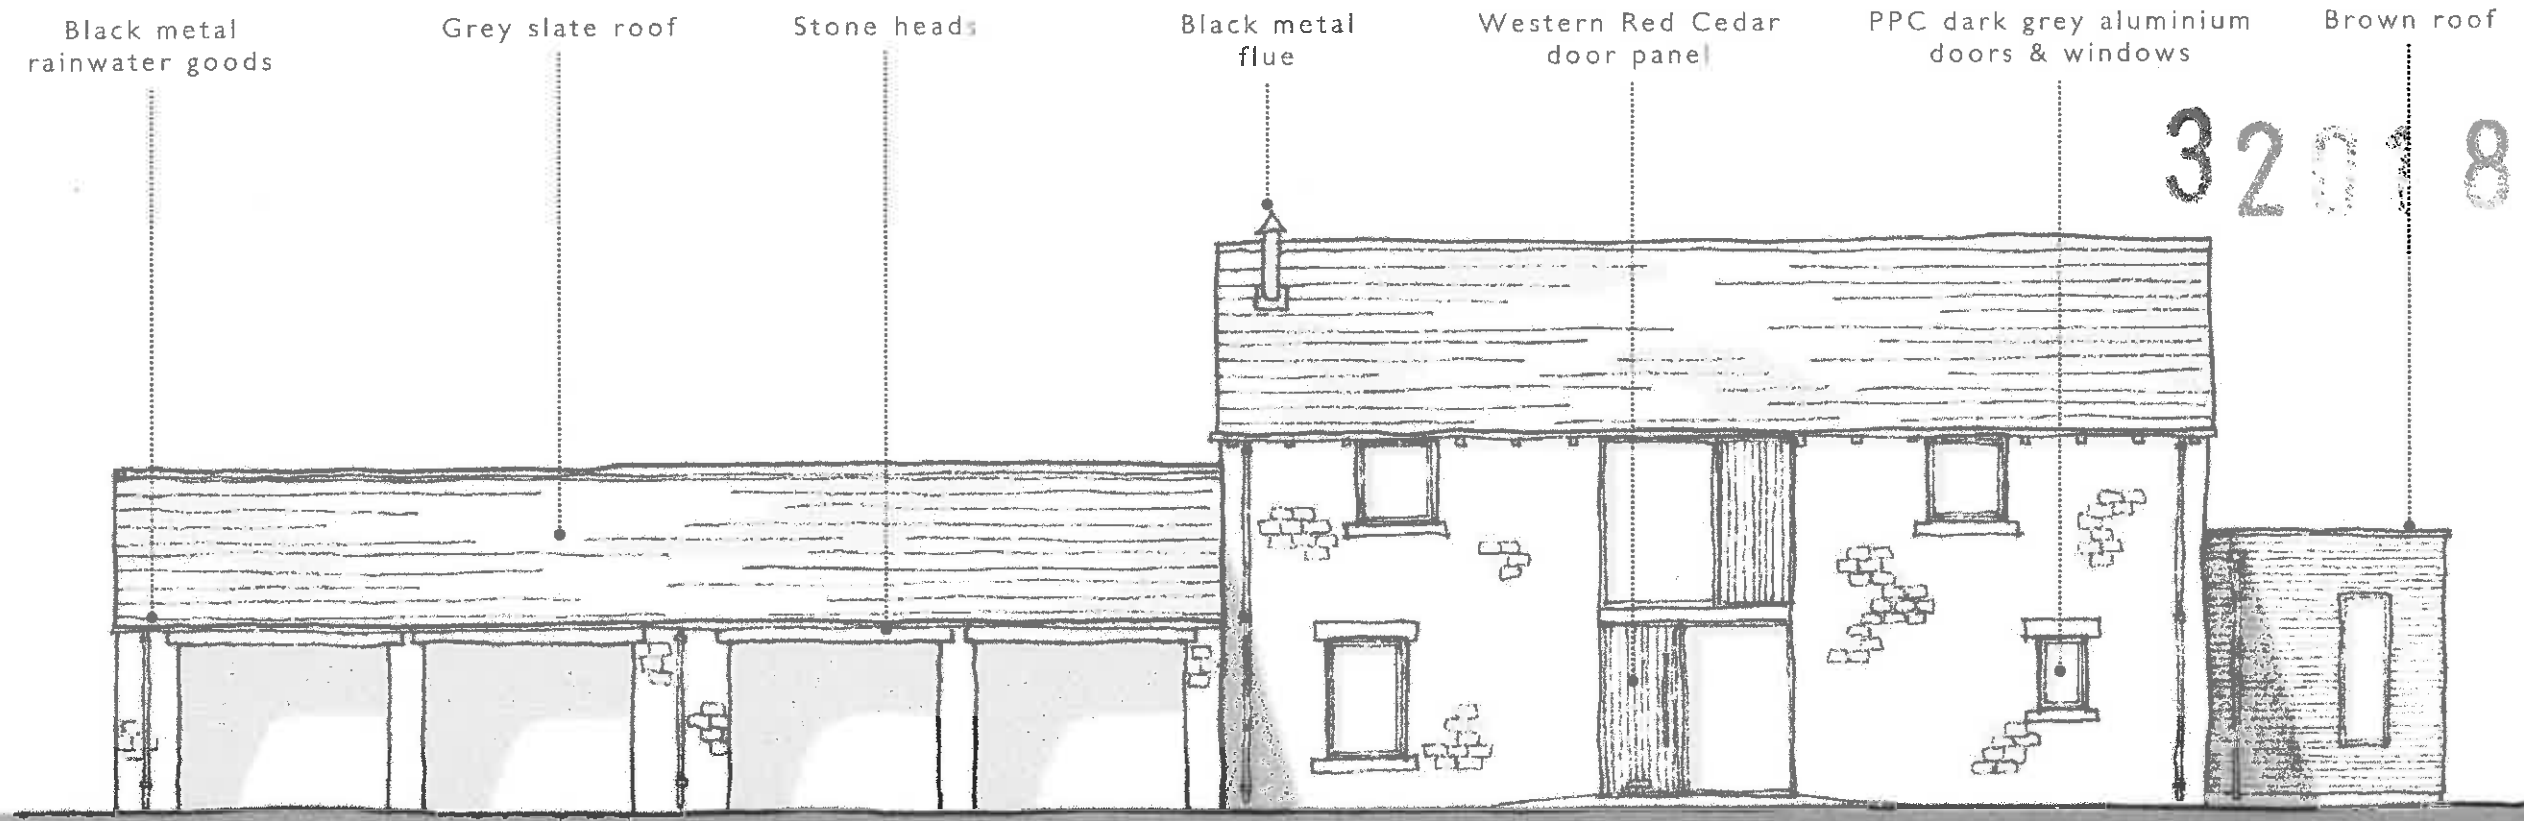 Black metal
rainwater goods
Grey slate roof
Stone heads
Black metal
flue
Western Red Cedar
door panel
PPC dark grey aluminium
doors & windows
Brown roof
32018